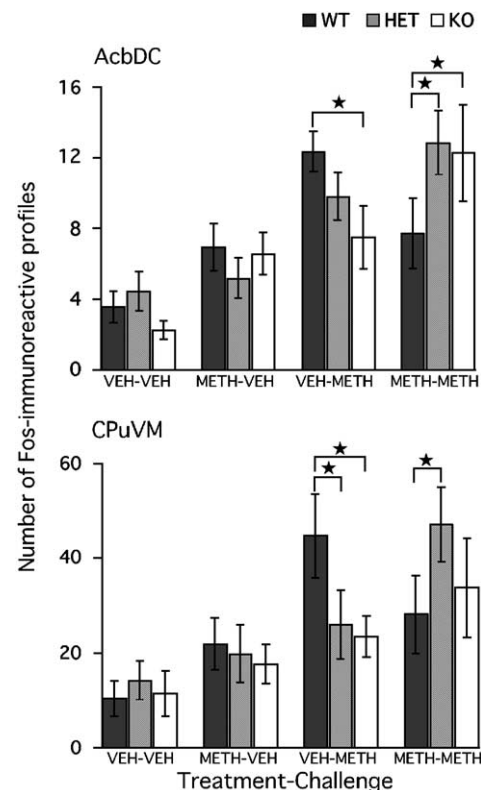 WT HET KO
AcbDC
16
★
★
★
12
8
4
0
VEH-VEH METH-VEH VEH-METH METH-METH
CPuVM
60
★
★
★
40
20
0
VEH-VEH METH-VEH VEH-METH METH-METH
Treatment-Challenge
Number of Fos-immunoreactive profiles